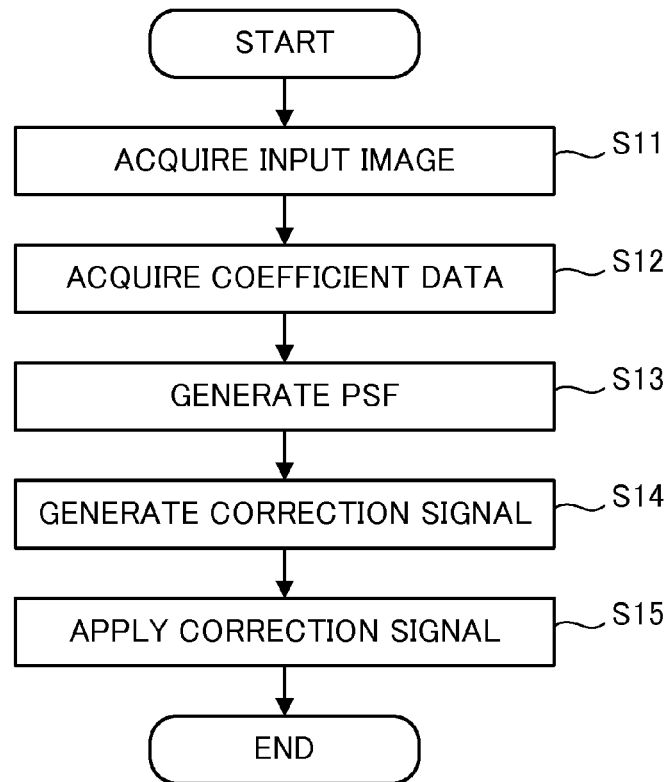 START
ACQUIRE INPUT IMAGE
S11
ACQUIRE COEFFICIENT DATA
S12
GENERATE PSF
S13
GENERATE CORRECTION SIGNAL
S14
APPLY CORRECTION SIGNAL
S15
END